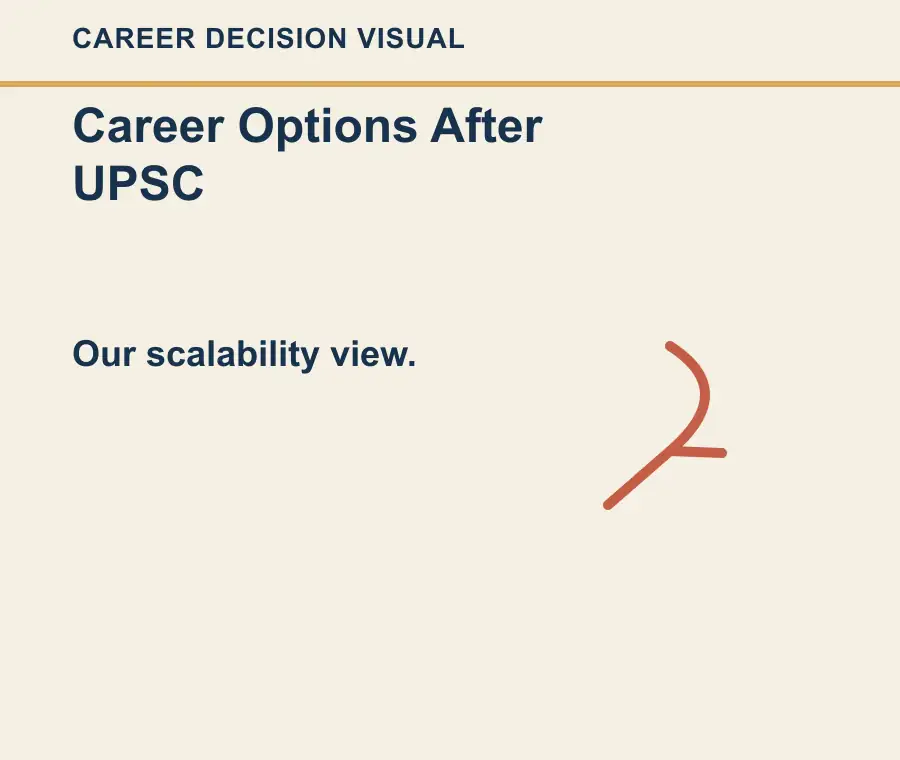 CAREER DECISION VISUAL
Career Options After
UPSC
Our scalability view.